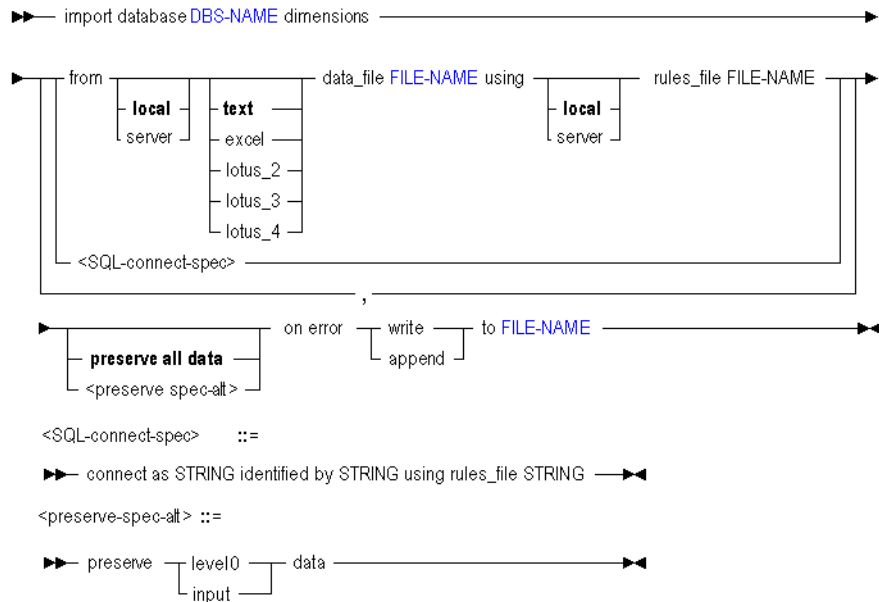 import database DBS-NAME dimensions
from data_file FILE-NAME using rules_file FILE-NAME
local text local
server excel server
lotus_2
lotus_3
lotus_4
<SQL-connect-spec>
,
on error write to FILE-NAME
preserve all data append
<preserve spec-alt>
<SQL-connect-spec> ::=
connect as STRING identified by STRING using rules_file STRING
<preserve-spec-alt> ::=
preserve level0 data
input